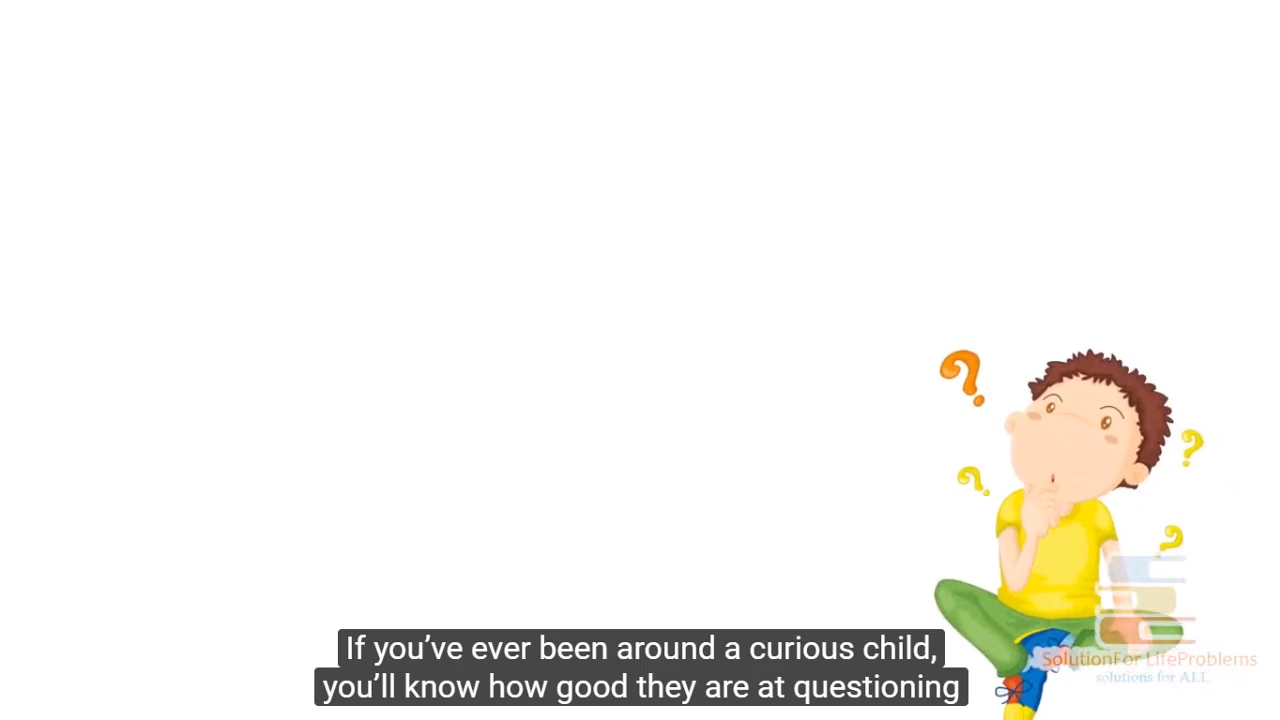 If you’ve ever been around a curious child,
you’ll know how good they are at questioning
SolutionFor LifeProblems
solutions for ALL